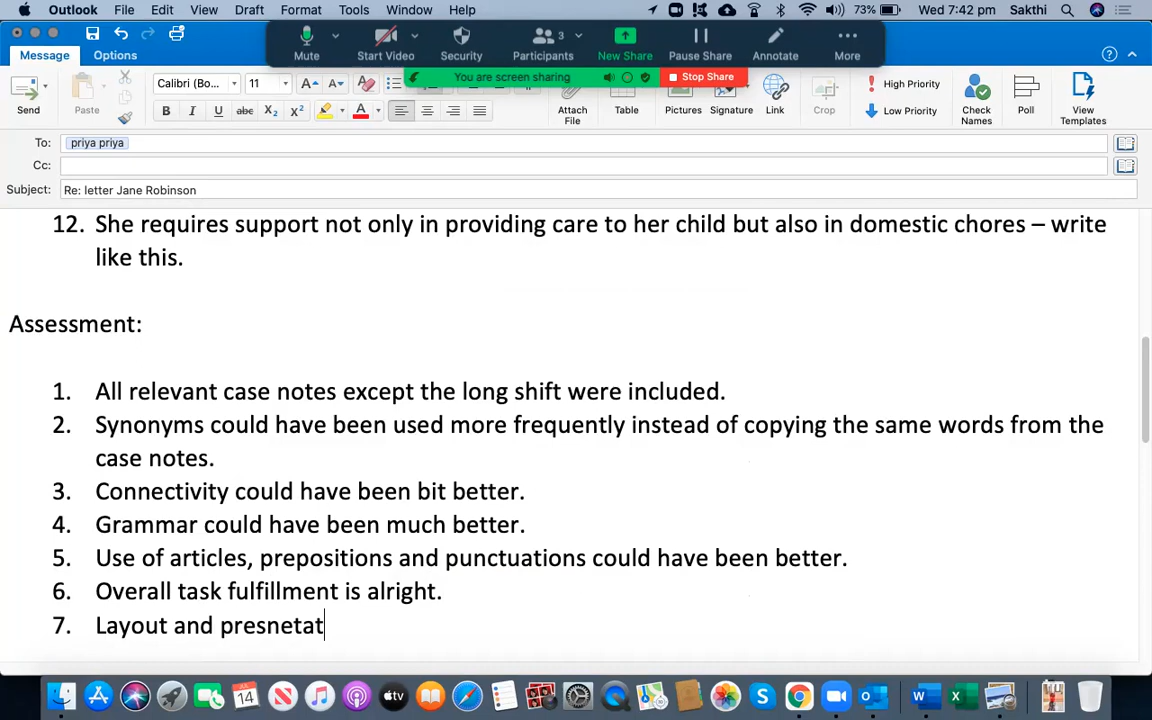 Outlook File Edit View Draft Format Tools Window Help 73% Wed 7:42 pm Sakthi
Mute Start Video Security Participants 3 New Share Pause Share Annotate More
You are screen sharing Stop Share
Message Options
Send Paste Calibri (Bo... 11 Attach File Table Pictures Signature Link Crop High Priority Low Priority Check Names Poll View Templates
B I U abc X2 X2 A
To: priya priya
Cc:
Subject: Re: letter Jane Robinson
12. She requires support not only in providing care to her child but also in domestic chores – write
like this.
Assessment:
1. All relevant case notes except the long shift were included.
2. Synonyms could have been used more frequently instead of copying the same words from the
case notes.
3. Connectivity could have been bit better.
4. Grammar could have been much better.
5. Use of articles, prepositions and punctuations could have been better.
6. Overall task fulfillment is alright.
7. Layout and presnetat